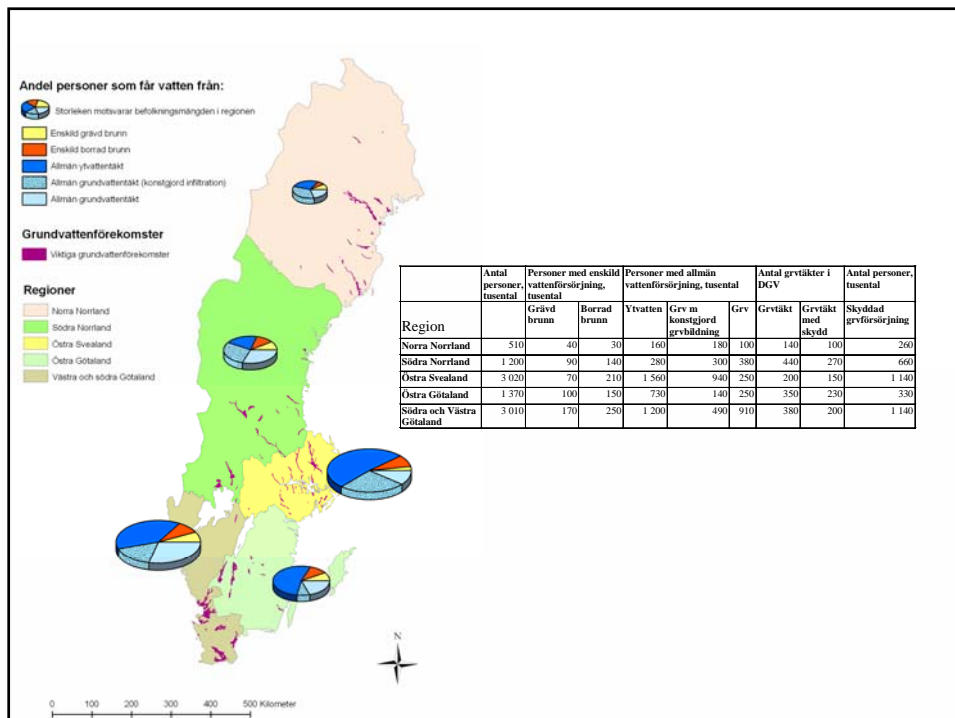 Andel personer som får vatten från:
Storleken motsvarar befolkningsmängden i regionen
Enskild grävd brunn
Enskild borrad brunn
Allmän ytvattentäkt
Allmän grundvattentäkt (konstgjord infiltration)
Allmän grundvattentäkt
Grundvattenförekomster
Viktiga grundvattenförekomster
Regioner
Norra Norrland
Södra Norrland
Östra Svealand
Östra Götaland
Västra och södra Götaland
Antal personer, tusental Personer med enskild vattenförsörjning, tusental Personer med allmän vattenförsörjning, tusental Antal grvtäkter i DGV Antal personer, tusental
Region Grävd brunn Borrad brunn Ytvatten Grv m konstgjord grvbildning Grv Grvtäkt Grvtäkt med skydd Skyddad grvförsörjning
Norra Norrland 510 40 30 160 180 100 140 100 260
Södra Norrland 1 200 90 140 280 300 380 440 270 660
Östra Svealand 3 020 70 210 1 560 940 250 200 150 1 140
Östra Götaland 1 370 100 150 730 140 250 350 230 330
Södra och Västra Götaland 3 010 170 250 1 200 490 910 380 200 1 140
N
0 100 200 300 400 500 Kilometer